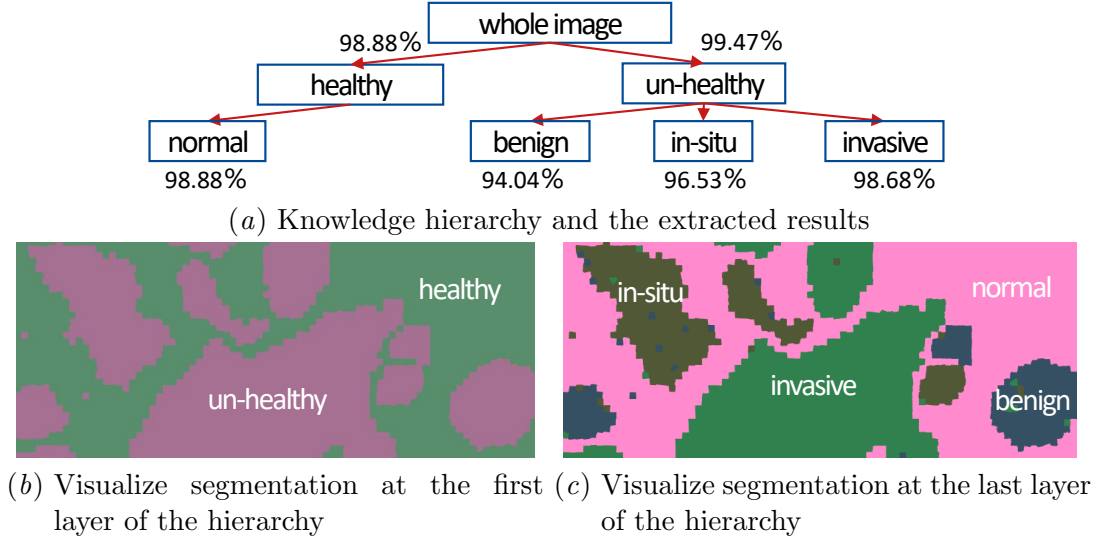 whole image
98.88% 99.47%
healthy un-healthy
normal benign in-situ invasive
98.88% 94.04% 96.53% 98.68%
(a) Knowledge hierarchy and the extracted results
healthy
un-healthy
in-situ normal
invasive
benign
(b) Visualize segmentation at the first
layer of the hierarchy
(c) Visualize segmentation at the last layer
of the hierarchy